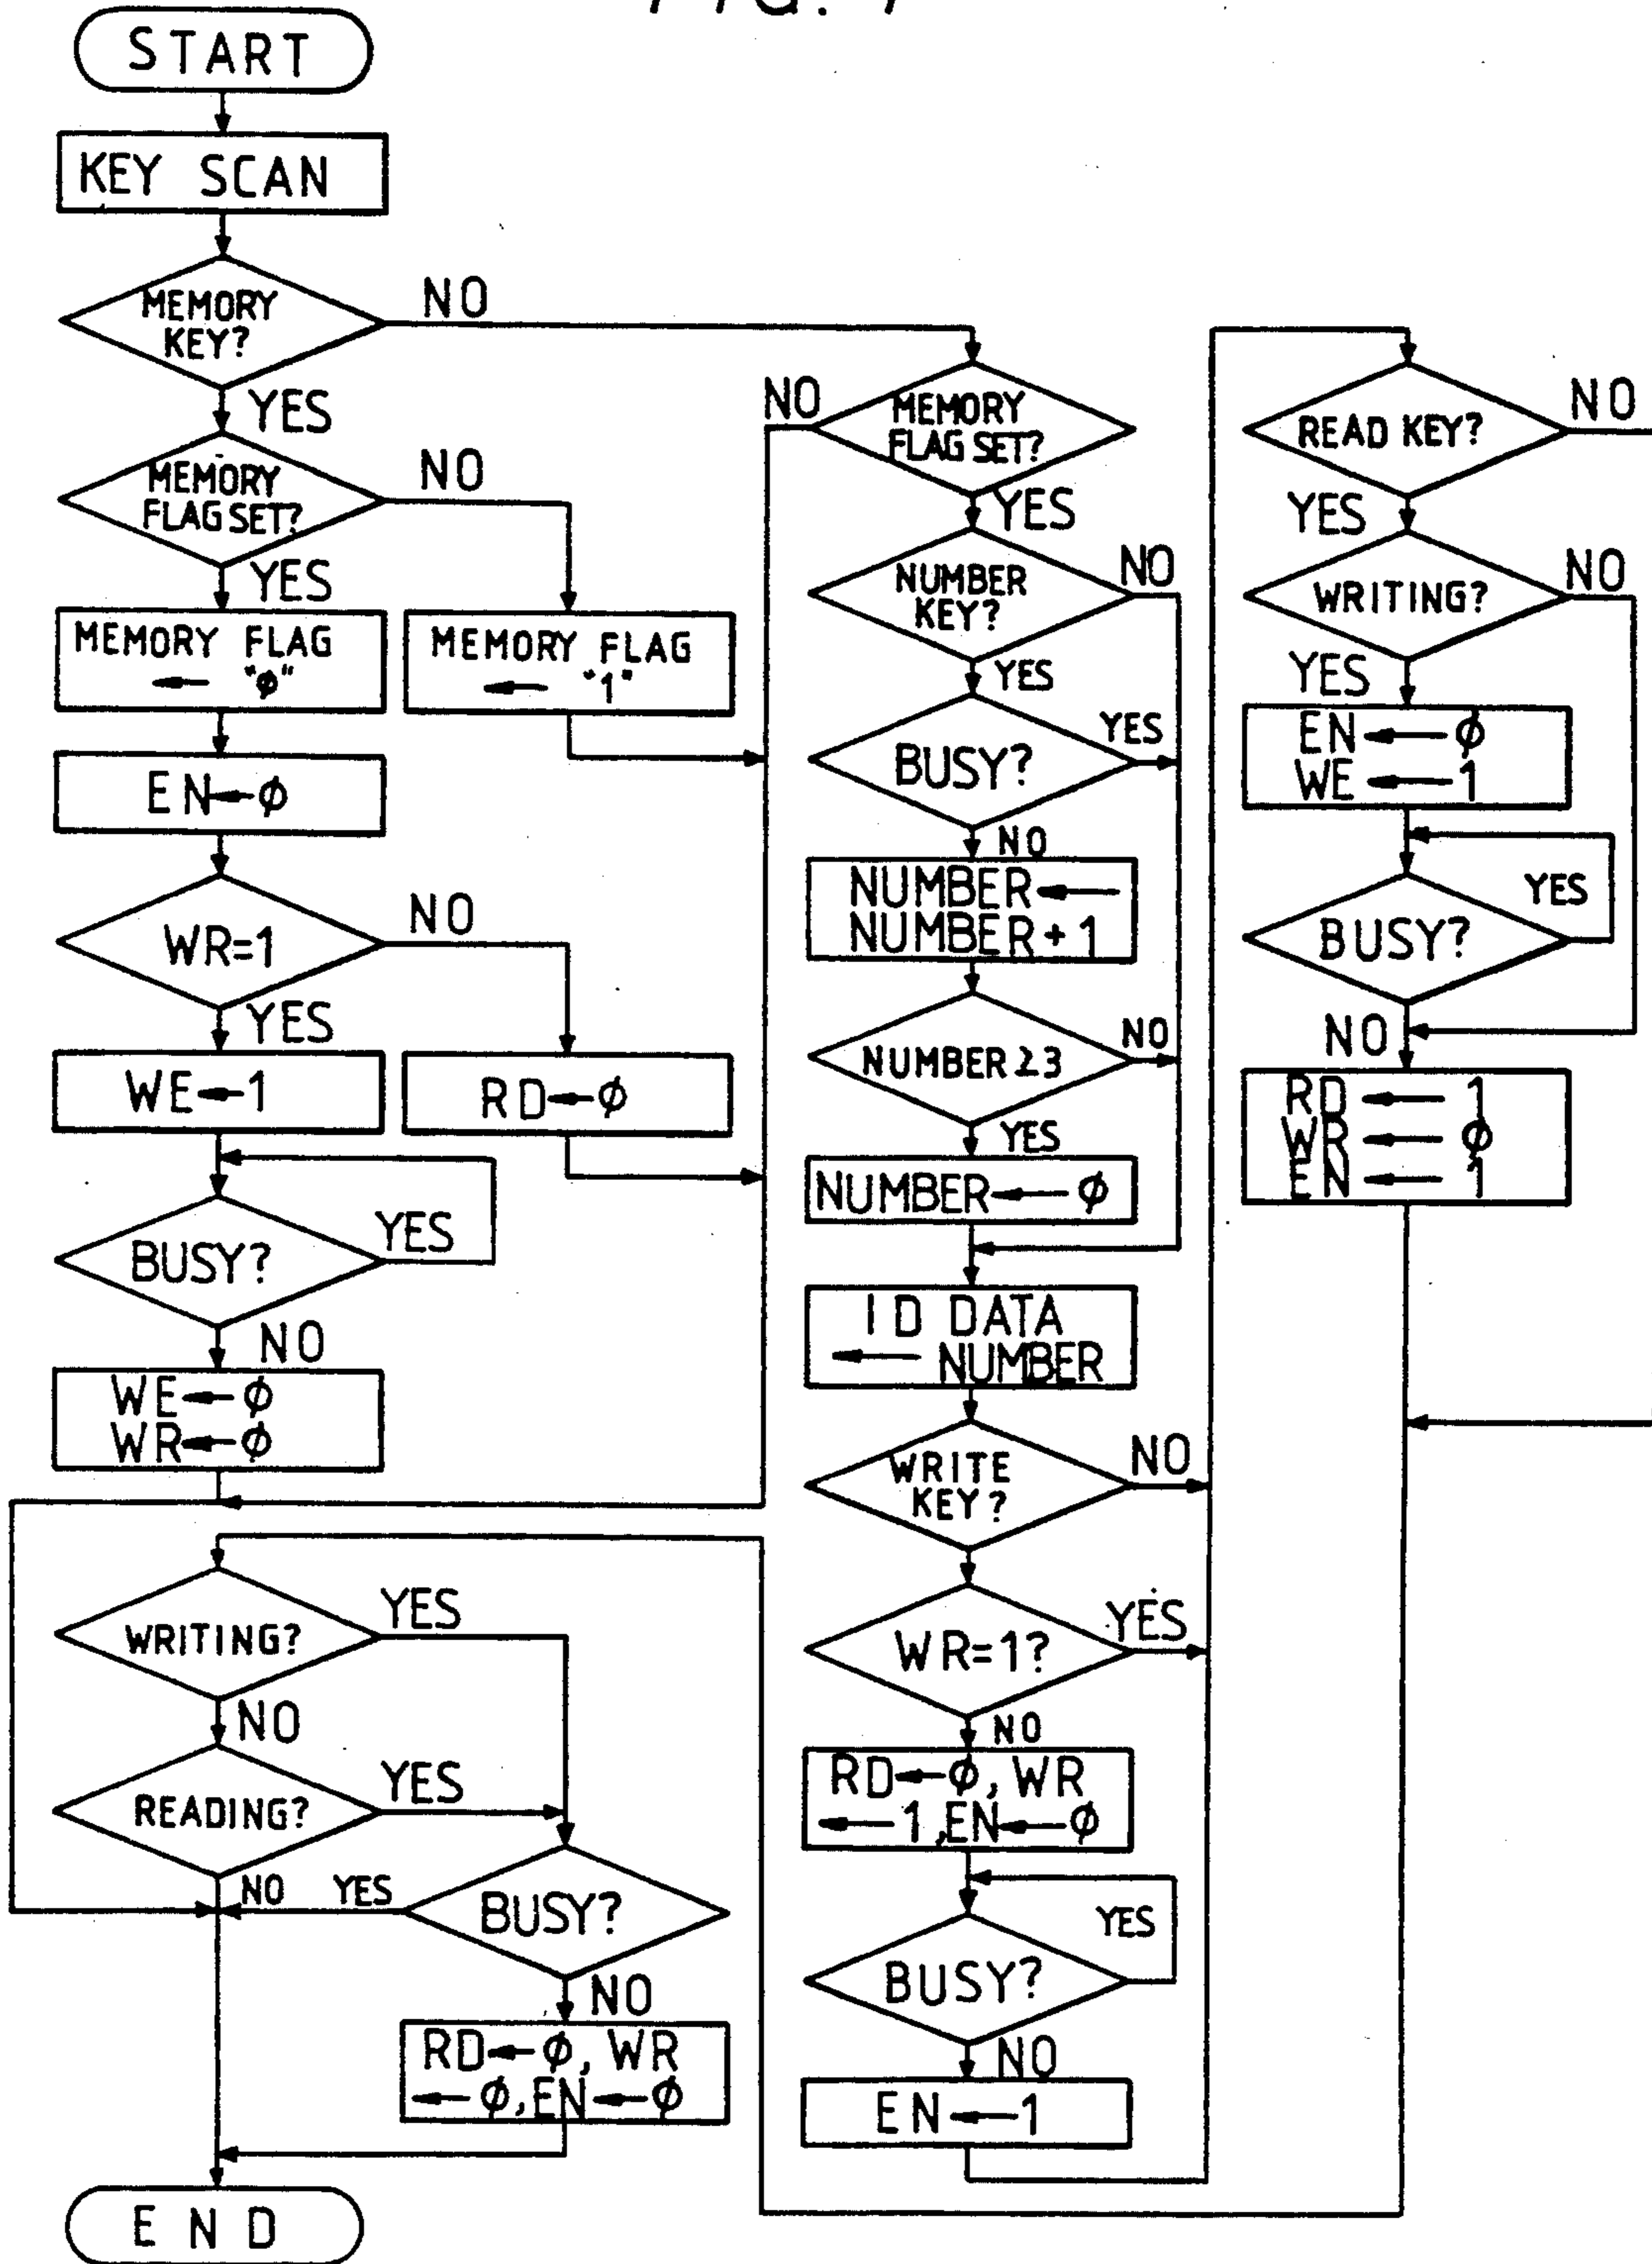 START
KEY SCAN
MEMORY
KEY?
NO
YES
MEMORY
FLAG SET?
NO
YES
MEMORY FLAG
← "φ"
MEMORY FLAG
← "1"
EN←φ
WR=1
NO
YES
WE←1
RD←φ
BUSY?
YES
NO
WE←φ
WR←φ
WRITING?
YES
NO
READING?
YES
NO
YES
BUSY?
NO
RD←φ, WR
←φ, EN←φ
END
NO
MEMORY
FLAG SET?
YES
NUMBER
KEY?
NO
YES
BUSY?
YES
NO
NUMBER←
NUMBER+1
NUMBER≥3
NO
YES
NUMBER←φ
ID DATA
← NUMBER
WRITE
KEY?
NO
WR=1?
YES
NO
RD←φ, WR
←1, EN←φ
BUSY?
YES
NO
EN←1
READ KEY?
NO
YES
WRITING?
NO
YES
EN←φ
WE←1
BUSY?
YES
NO
RD←1
WR←φ
EN←1